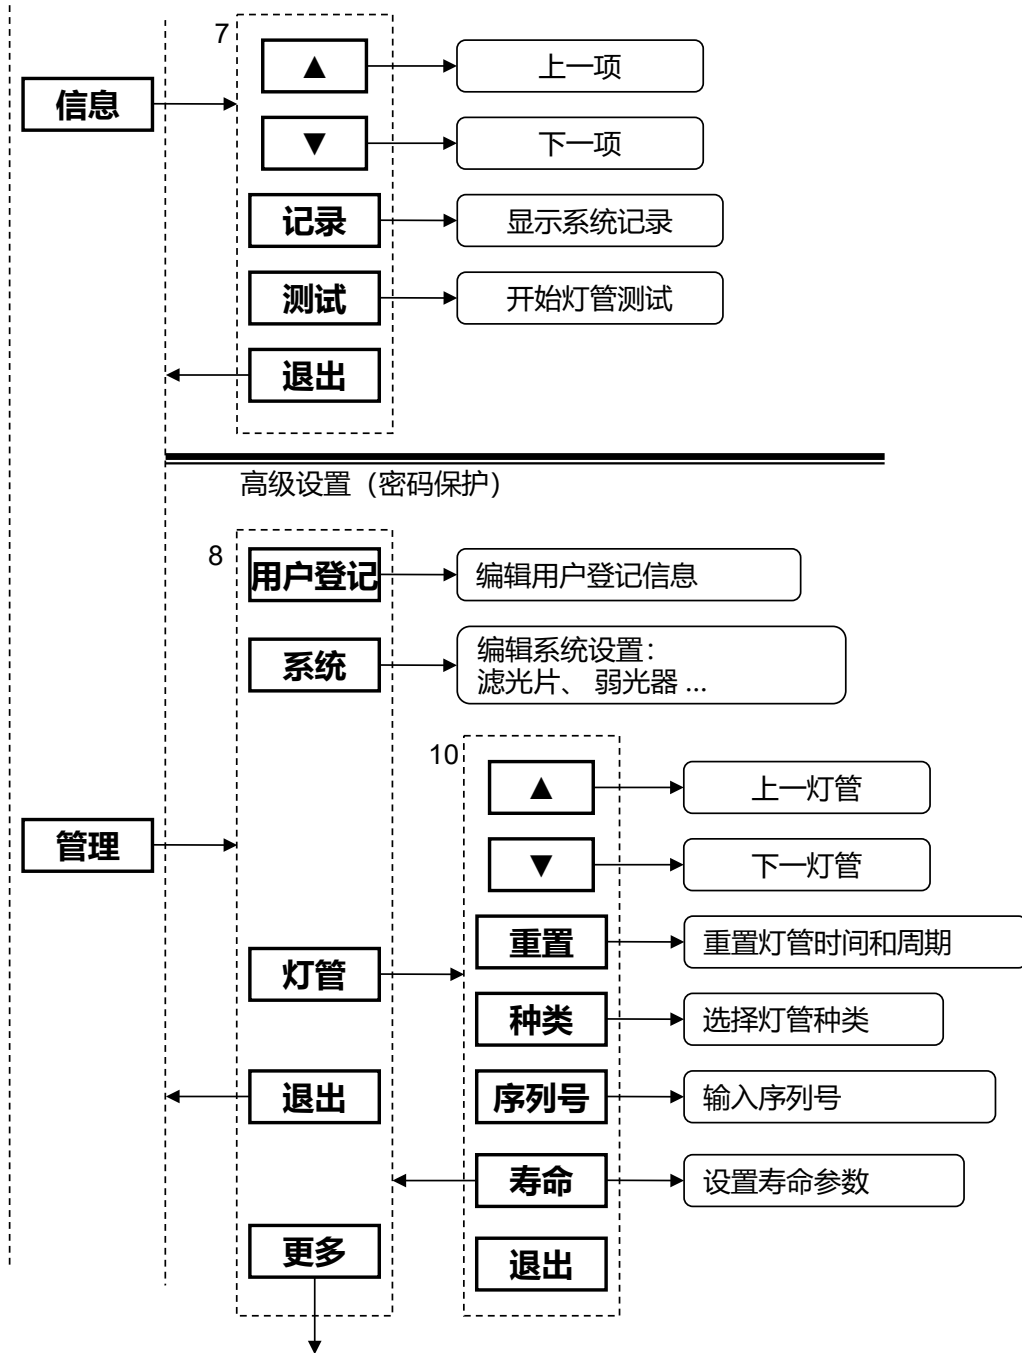 7
▲
上一项
信息
▼
下一项
记录
显示系统记录
测试
开始灯管测试
退出
高级设置（密码保护）
8
用户登记
编辑用户登记信息
系统
编辑系统设置：
滤光片、 弱光器 ...
10
▲
上一灯管
管理
▼
下一灯管
重置
重置灯管时间和周期
灯管
种类
选择灯管种类
退出
序列号
输入序列号
寿命
设置寿命参数
更多
退出